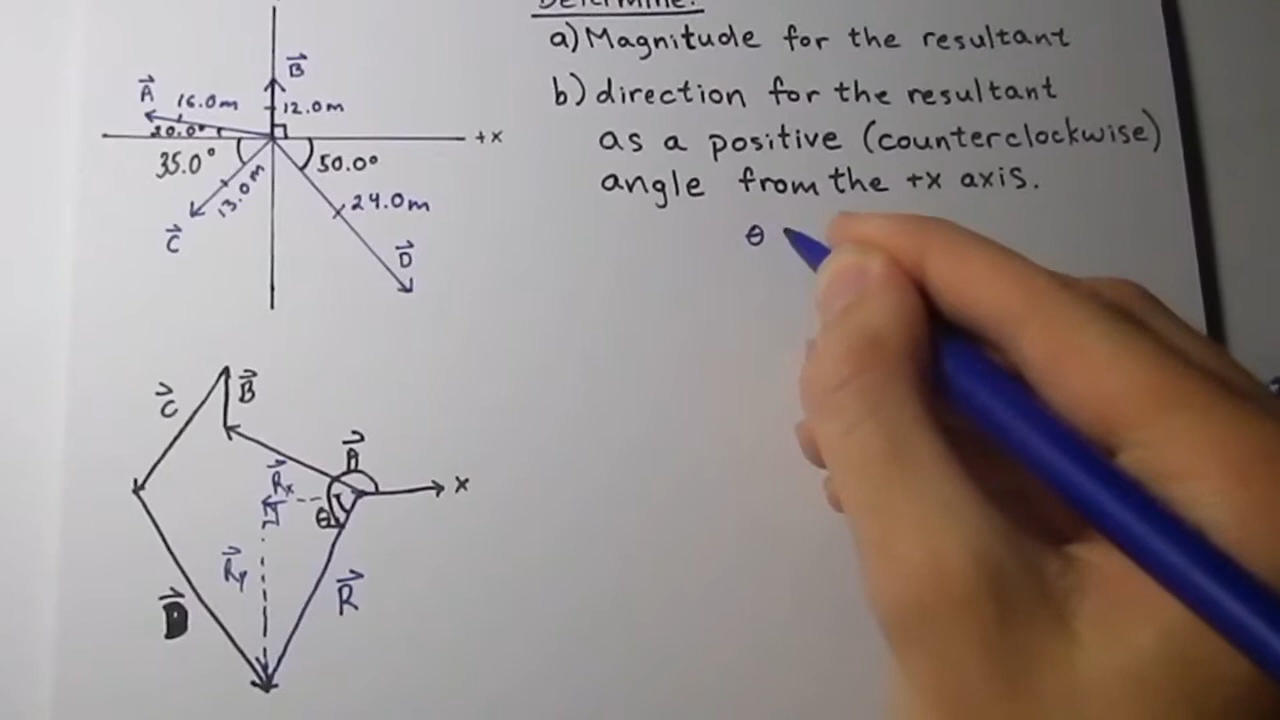 Determine:
a) Magnitude for the resultant
b) direction for the resultant
as a positive (counterclockwise)
angle from the +x axis.
θ
B
A
16.0m
12.0m
20.0°
+x
35.0°
50.0°
13.0m
24.0m
C
D
B
C
A
Rx
x
θ
Ry
R
D